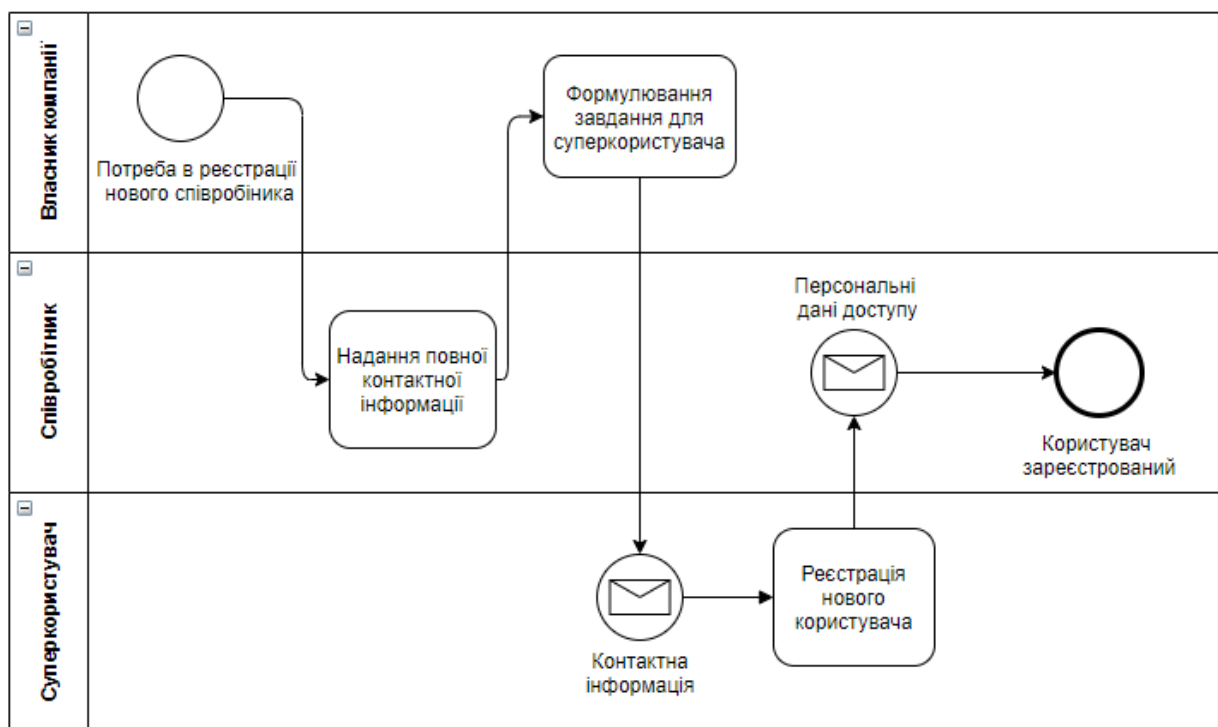 Власник компанії
Потреба в реєстрації
нового співробіника
Формулювання
завдання для
суперкористувача
Співробітник
Надання повної
контактної
інформації
Персональні
дані доступу
Користувач
зареєстрований
Суперкористувач
Контактна
інформація
Реєстрація
нового
користувача